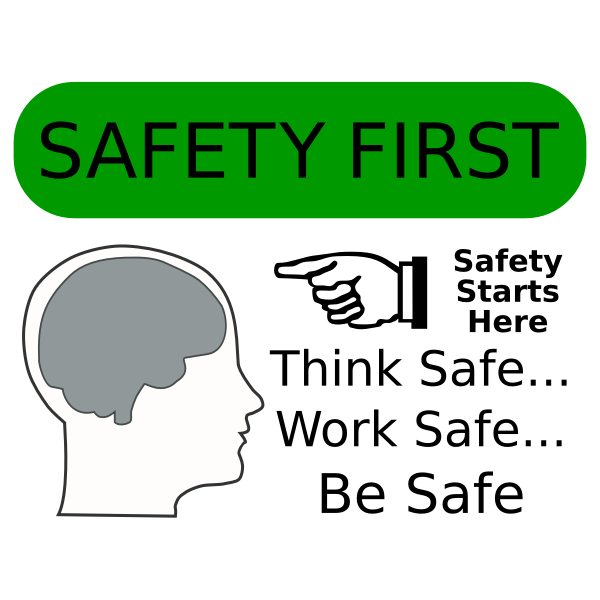 SAFETY FIRST
Safety
Starts
Here
Think Safe...
Work Safe...
Be Safe